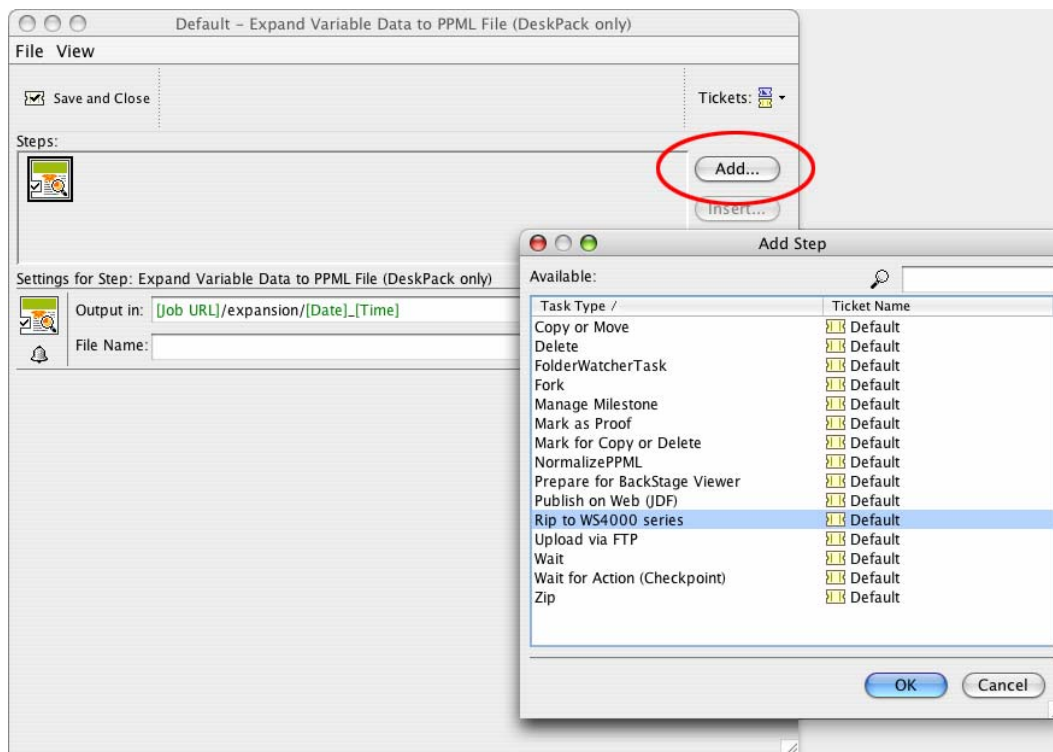 Default – Expand Variable Data to PPML File (DeskPack only)
File View
Save and Close
Tickets:
Steps:
Add...
Insert...
Settings for Step: Expand Variable Data to PPML File (DeskPack only)
Output in: [Job URL]/expansion/[Date]_[Time]
File Name:
Add Step
Available:
Task Type / Ticket Name
Copy or Move Default
Delete Default
FolderWatcherTask Default
Fork Default
Manage Milestone Default
Mark as Proof Default
Mark for Copy or Delete Default
NormalizePPML Default
Prepare for BackStage Viewer Default
Publish on Web (JDF) Default
Rip to WS4000 series Default
Upload via FTP Default
Wait Default
Wait for Action (Checkpoint) Default
Zip Default
OK Cancel